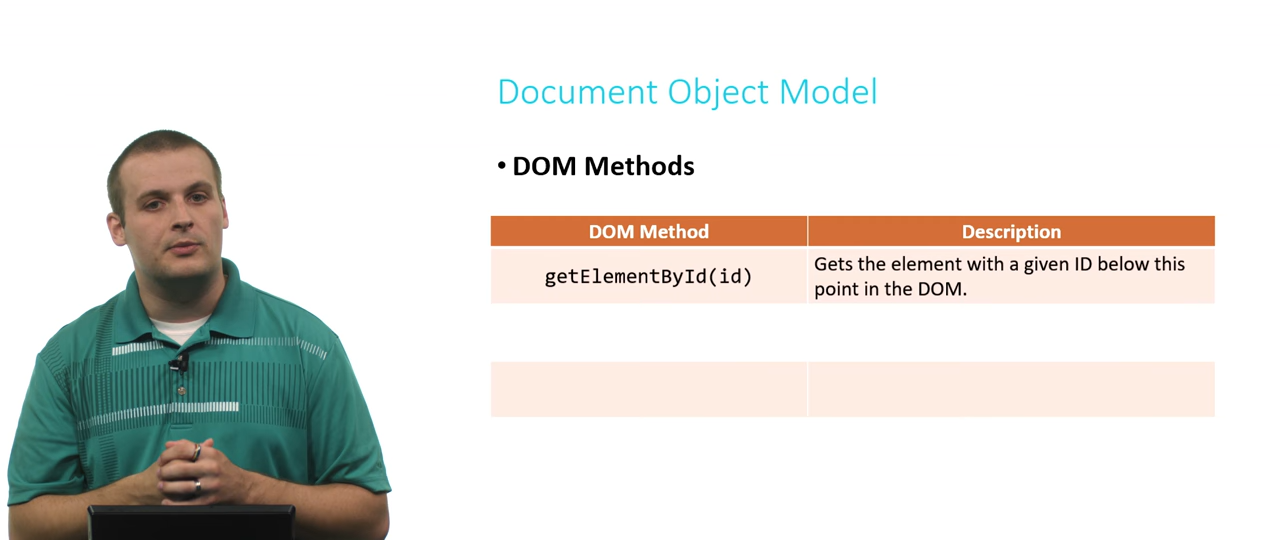 Document Object Model
• DOM Methods
DOM Method Description
getElementById(id) Gets the element with a given ID below this
point in the DOM.